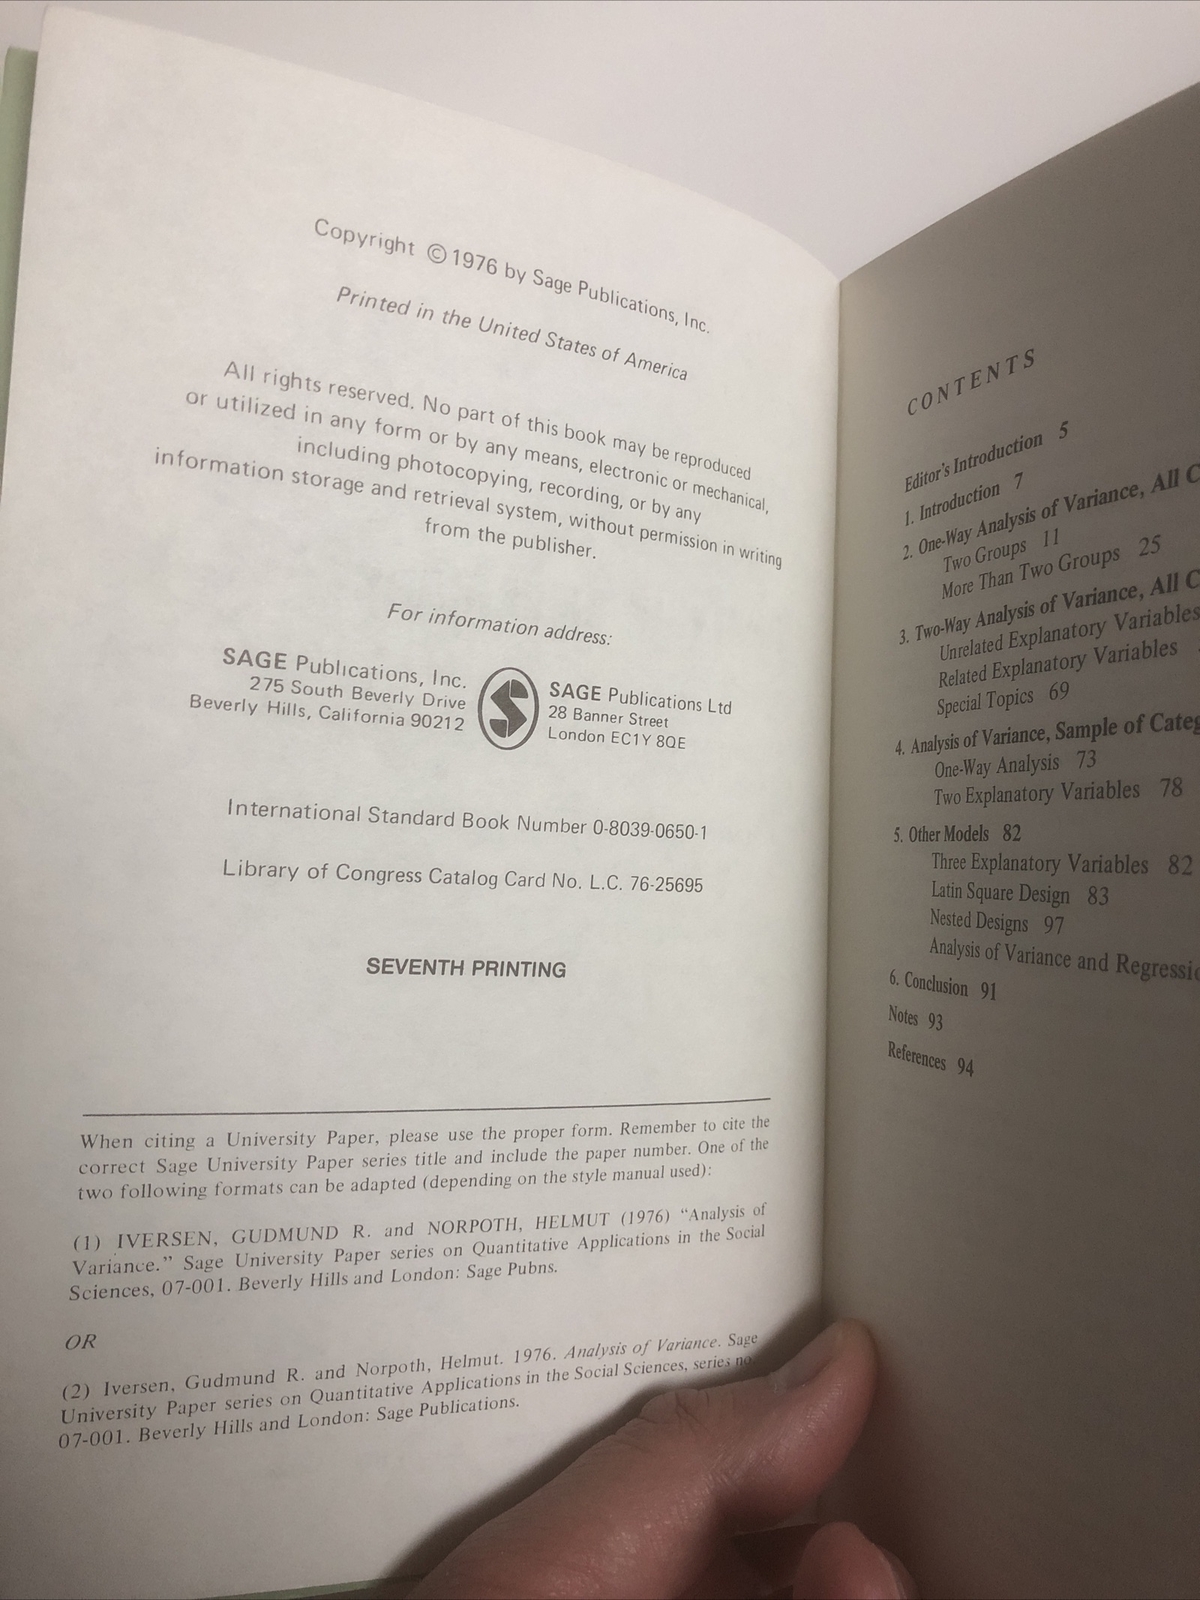 Copyright © 1976 by Sage Publications, Inc.
Printed in the United States of America
All rights reserved. No part of this book may be reproduced
or utilized in any form or by any means, electronic or mechanical,
including photocopying, recording, or by any
information storage and retrieval system, without permission in writing
from the publisher.
For information address:
SAGE Publications, Inc.
275 South Beverly Drive
Beverly Hills, California 90212
SAGE Publications Ltd
28 Banner Street
London EC1Y 8QE
International Standard Book Number 0-8039-0650-1
Library of Congress Catalog Card No. L.C. 76-25695
SEVENTH PRINTING
When citing a University Paper, please use the proper form. Remember to cite the
correct Sage University Paper series title and include the paper number. One of the
two following formats can be adapted (depending on the style manual used):
(1) IVERSEN, GUDMUND R. and NORPOTH, HELMUT (1976) “Analysis of
Variance.” Sage University Paper series on Quantitative Applications in the Social
Sciences, 07-001. Beverly Hills and London: Sage Pubns.
OR
(2) Iversen, Gudmund R. and Norpoth, Helmut. 1976. Analysis of Variance. Sage
University Paper series on Quantitative Applications in the Social Sciences, series no.
07-001. Beverly Hills and London: Sage Publications.
CONTENTS
Editor's Introduction 5
1. Introduction 7
2. One-Way Analysis of Variance, All C
Two Groups 11
More Than Two Groups 25
3. Two-Way Analysis of Variance, All C
Unrelated Explanatory Variables
Related Explanatory Variables
Special Topics 69
4. Analysis of Variance, Sample of Categ
One-Way Analysis 73
Two Explanatory Variables 78
5. Other Models 82
Three Explanatory Variables 82
Latin Square Design 83
Nested Designs 97
Analysis of Variance and Regressio
6. Conclusion 91
Notes 93
References 94